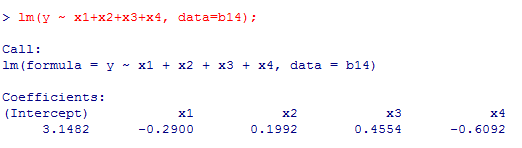 > lm(y ~ x1+x2+x3+x4, data=b14);
Call:
lm(formula = y ~ x1 + x2 + x3 + x4, data = b14)
Coefficients:
(Intercept) x1 x2 x3 x4
3.1482 -0.2900 0.1992 0.4554 -0.6092